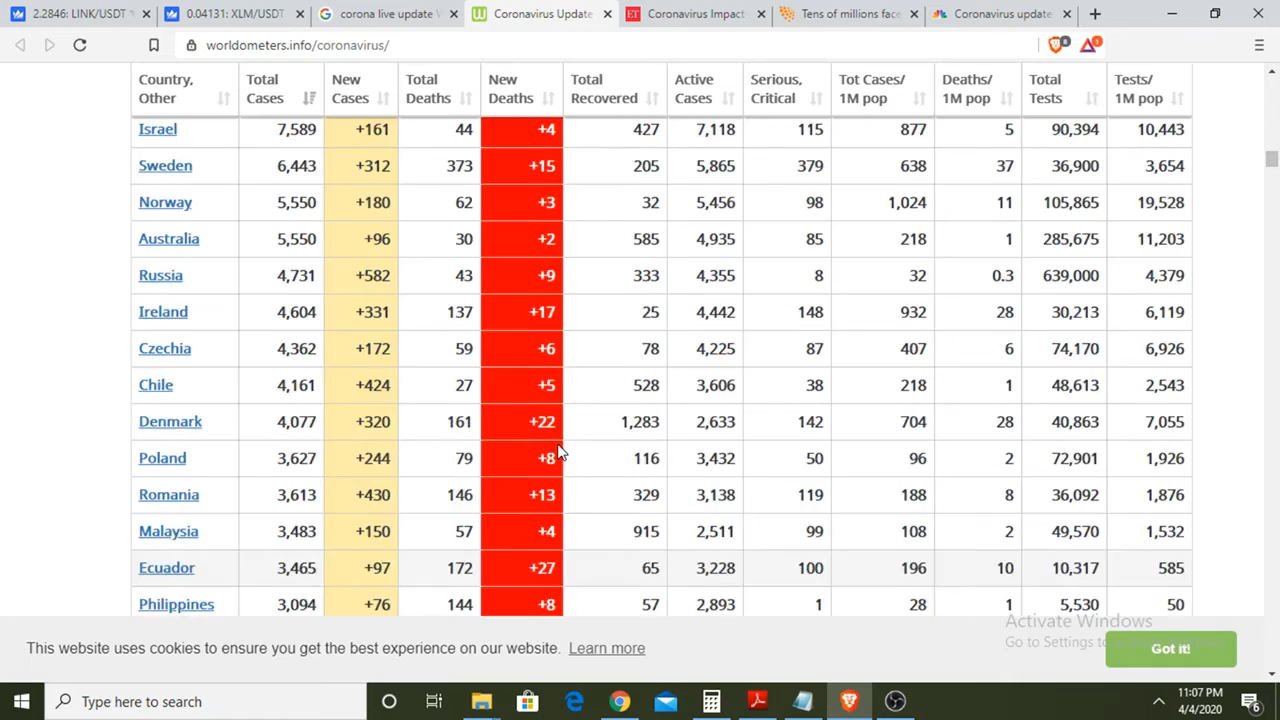 2.2846: LINK/USDT
0.04131: XLM/USDT
corona live update
Coronavirus Update
Coronavirus Impact
Tens of millions face
Coronavirus update
worldometers.info/coronavirus/
Country, Other Total Cases New Cases Total Deaths New Deaths Total Recovered Active Cases Serious, Critical Tot Cases/ 1M pop Deaths/ 1M pop Total Tests Tests/ 1M pop
Israel 7,589 +161 44 +4 427 7,118 115 877 5 90,394 10,443
Sweden 6,443 +312 373 +15 205 5,865 379 638 37 36,900 3,654
Norway 5,550 +180 62 +3 32 5,456 98 1,024 11 105,865 19,528
Australia 5,550 +96 30 +2 585 4,935 85 218 1 285,675 11,203
Russia 4,731 +582 43 +9 333 4,355 8 32 0.3 639,000 4,379
Ireland 4,604 +331 137 +17 25 4,442 148 932 28 30,213 6,119
Czechia 4,362 +172 59 +6 78 4,225 87 407 6 74,170 6,926
Chile 4,161 +424 27 +5 528 3,606 38 218 1 48,613 2,543
Denmark 4,077 +320 161 +22 1,283 2,633 142 704 28 40,863 7,055
Poland 3,627 +244 79 +8 116 3,432 50 96 2 72,901 1,926
Romania 3,613 +430 146 +13 329 3,138 119 188 8 36,092 1,876
Malaysia 3,483 +150 57 +4 915 2,511 99 108 2 49,570 1,532
Ecuador 3,465 +97 172 +27 65 3,228 100 196 10 10,317 585
Philippines 3,094 +76 144 +8 57 2,893 1 28 1 5,530 50
Activate Windows
Go to Settings to
This website uses cookies to ensure you get the best experience on our website. Learn more
Got it!
Type here to search
11:07 PM
4/4/2020